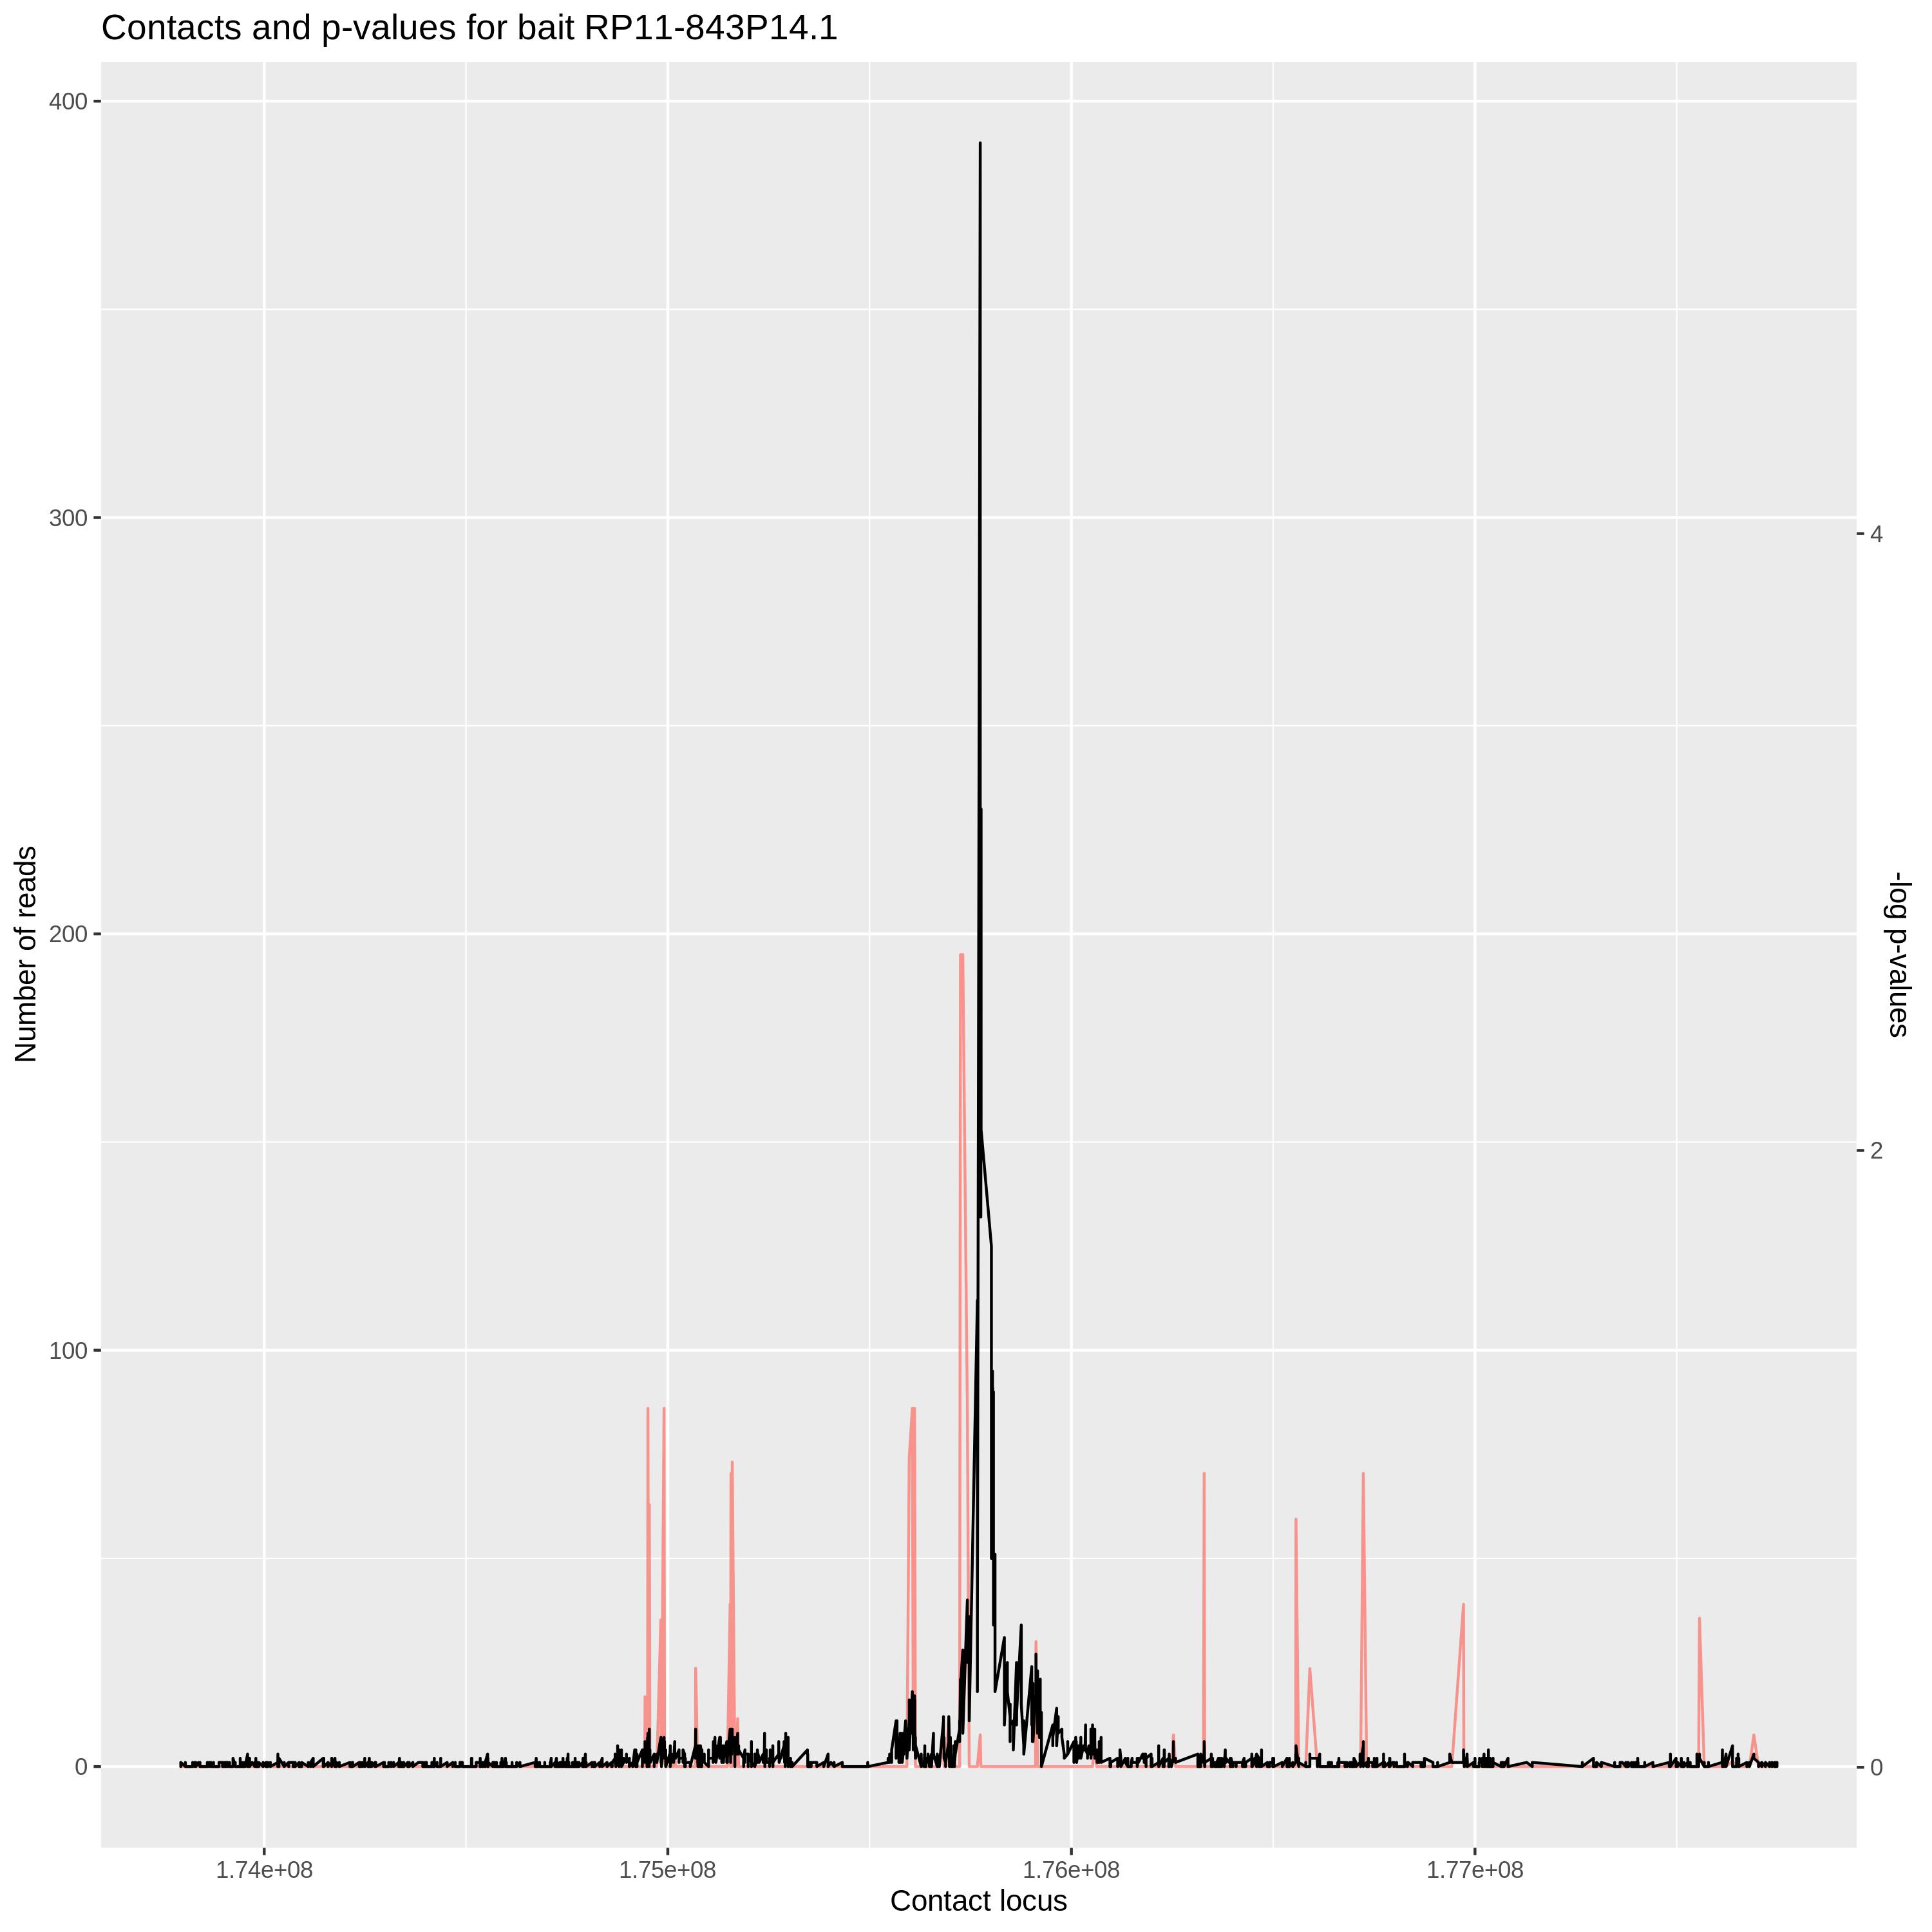 Contacts and p-values for bait RP11-843P14.1
400
300
200
100
0
Number of reads
4
2
0
-log p-values
1.74e+08
1.75e+08
1.76e+08
1.77e+08
Contact locus